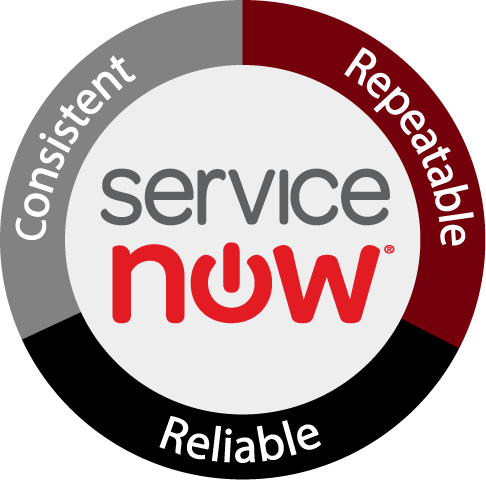 Consistent
Repeatable
service
now®
Reliable